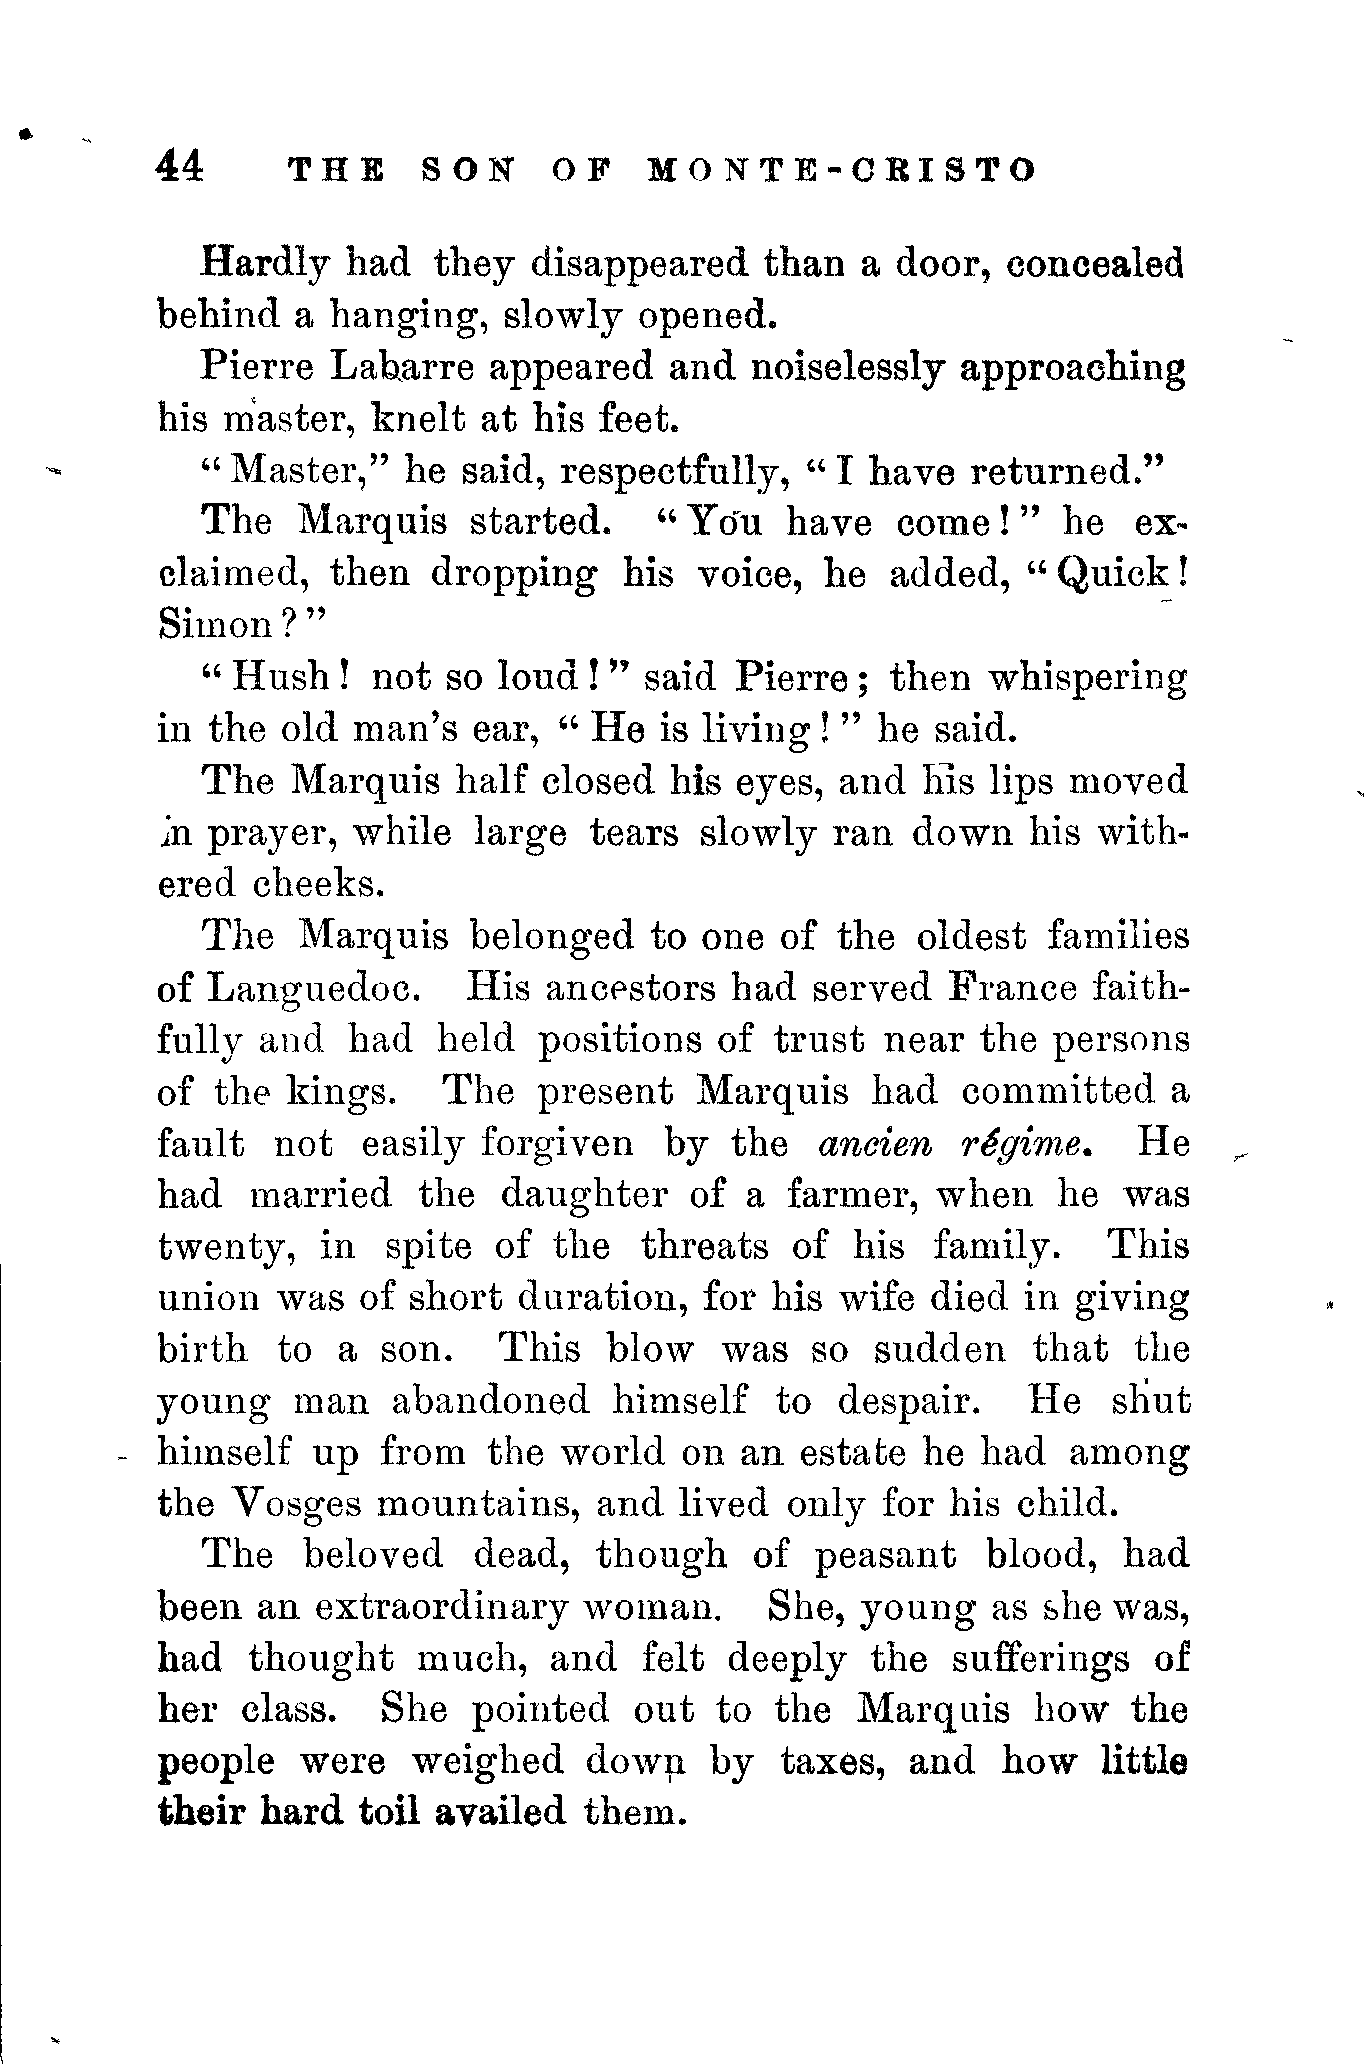 44 THE SON OF MONTE-CRISTO
Hardly had they disappeared than a door, concealed
behind a hanging, slowly opened.
Pierre Labarre appeared and noiselessly approaching
his master, knelt at his feet.
“Master,” he said, respectfully, “I have returned.”
The Marquis started. “You have come!” he ex-
claimed, then dropping his voice, he added, “Quick!
Simon?”
“Hush! not so loud!” said Pierre; then whispering
in the old man’s ear, “He is living!” he said.
The Marquis half closed his eyes, and his lips moved
in prayer, while large tears slowly ran down his with-
ered cheeks.
The Marquis belonged to one of the oldest families
of Languedoc. His ancestors had served France faith-
fully and had held positions of trust near the persons
of the kings. The present Marquis had committed a
fault not easily forgiven by the ancien régime. He
had married the daughter of a farmer, when he was
twenty, in spite of the threats of his family. This
union was of short duration, for his wife died in giving
birth to a son. This blow was so sudden that the
young man abandoned himself to despair. He shut
himself up from the world on an estate he had among
the Vosges mountains, and lived only for his child.
The beloved dead, though of peasant blood, had
been an extraordinary woman. She, young as she was,
had thought much, and felt deeply the sufferings of
her class. She pointed out to the Marquis how the
people were weighed down by taxes, and how little
their hard toil availed them.